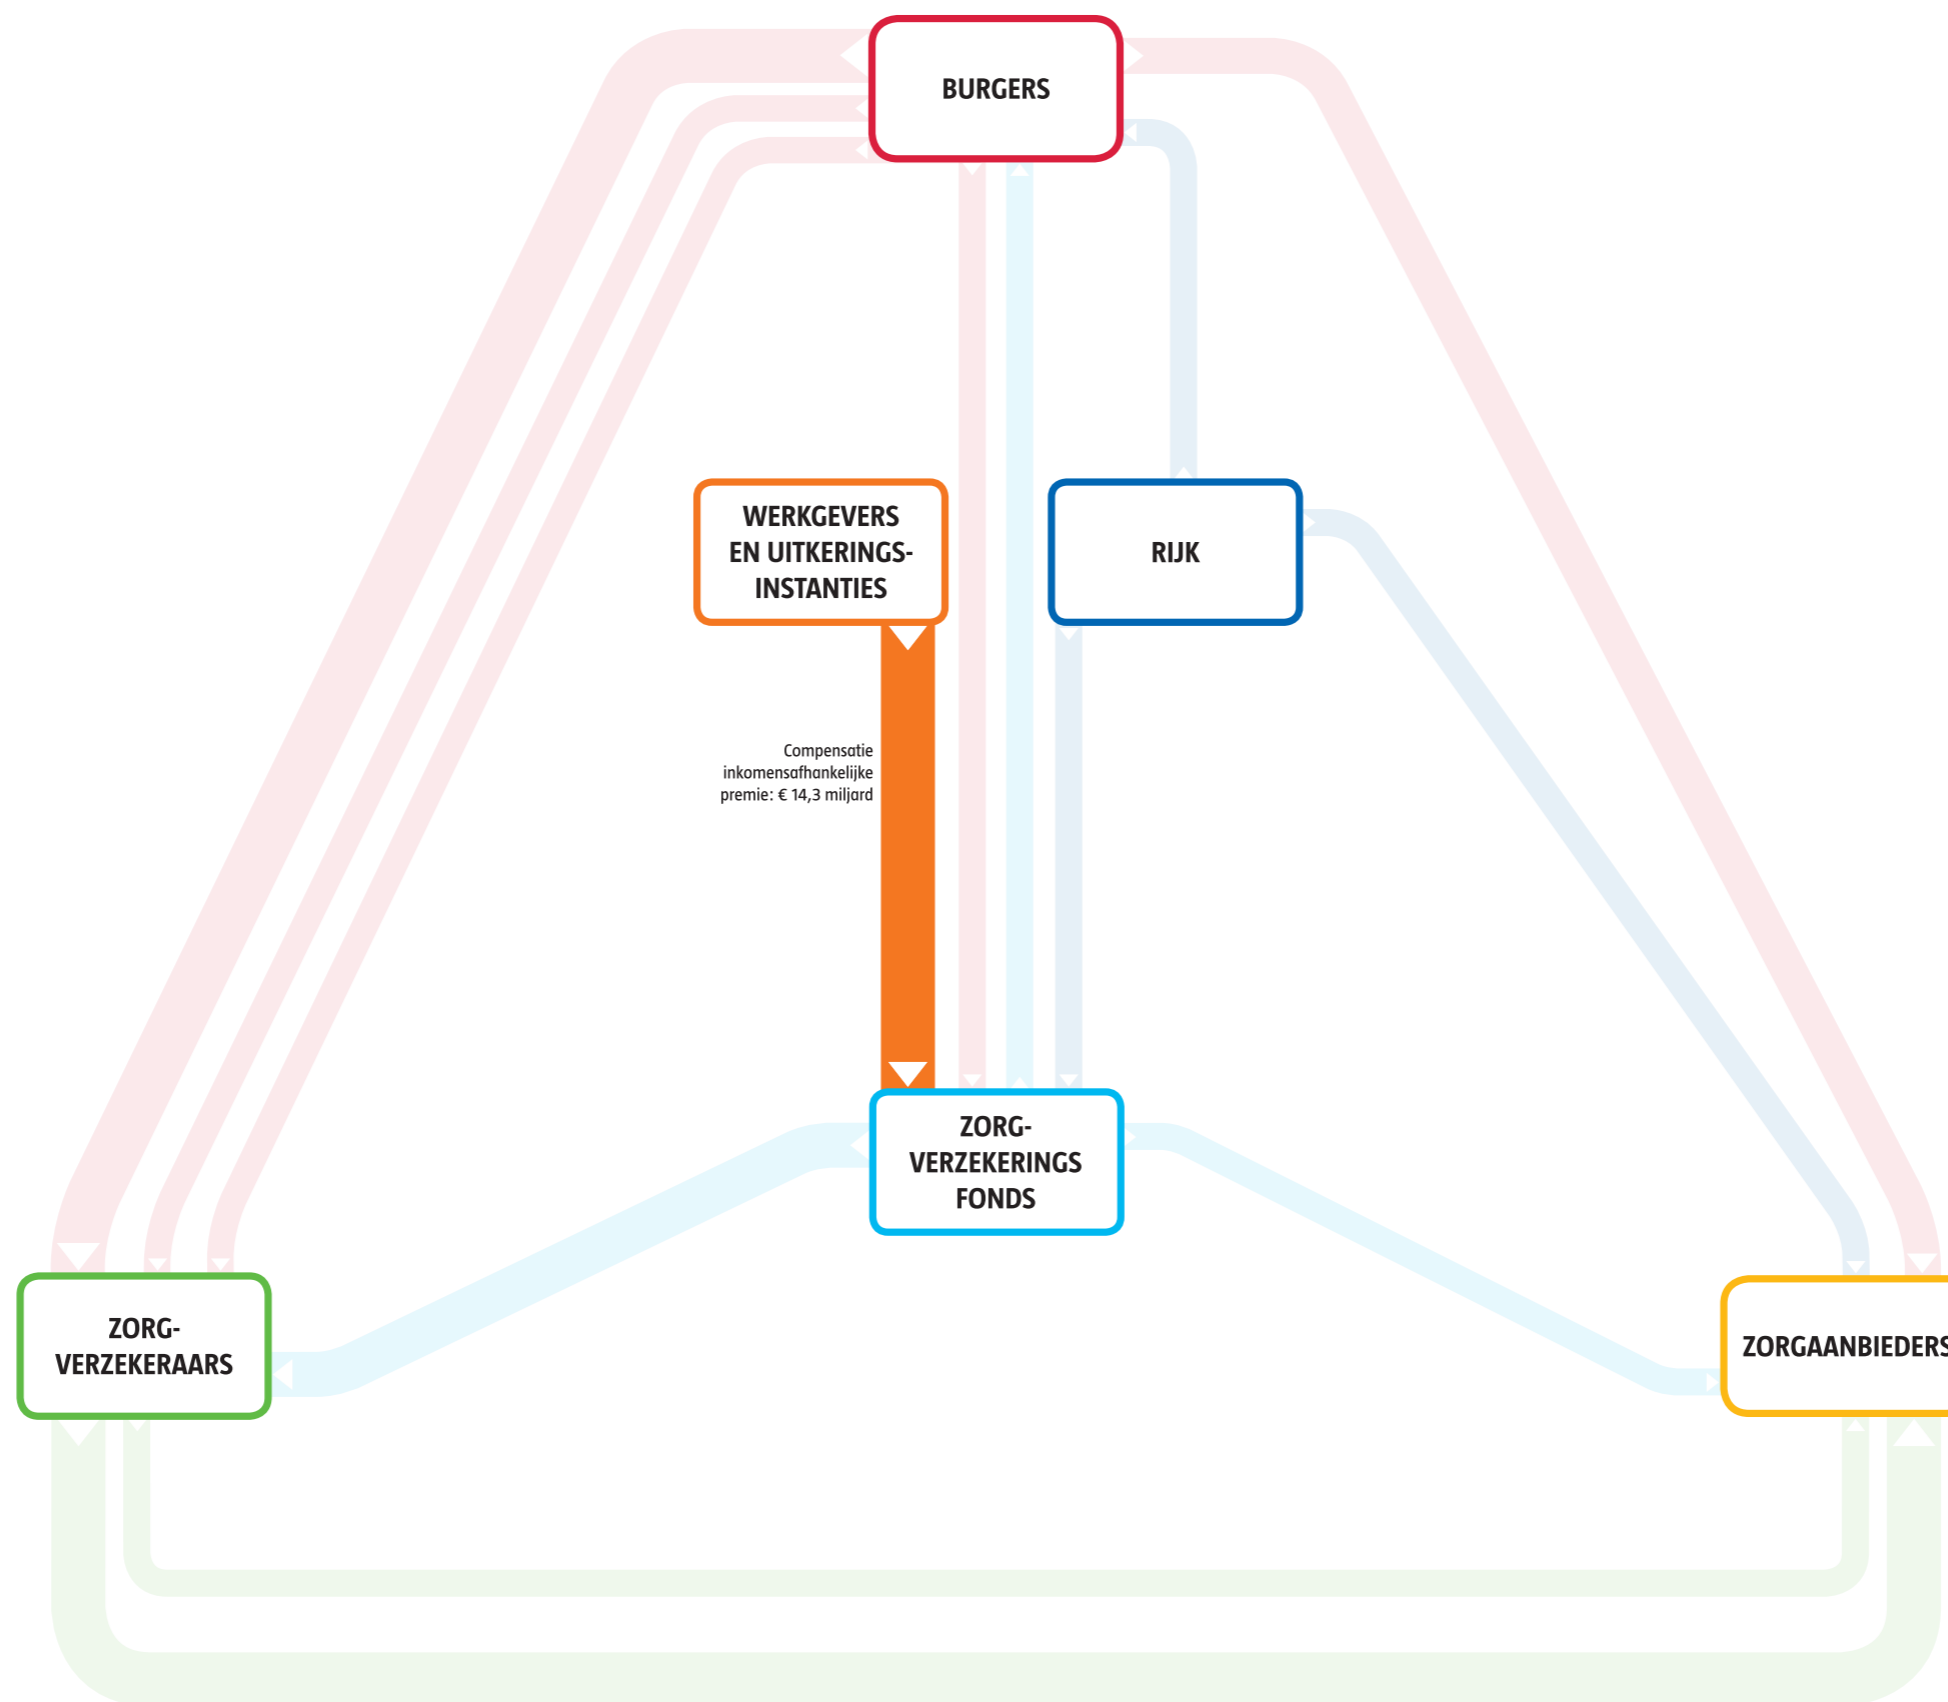 BURGERS
WERKGEVERS
EN UITKERINGS-
INSTANTIES
RIJK
Compensatie
inkomensafhankelijke
premie: € 14,3 miljard
ZORG-
VERZEKERINGS
FONDS
ZORG-
VERZEKERAARS
ZORGAANBIEDERS